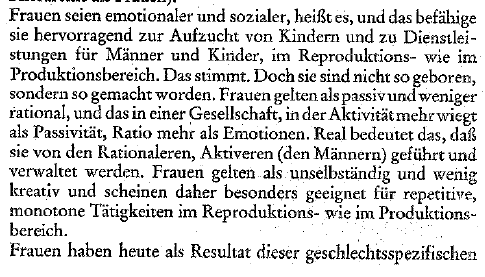 Frauen seien emotionaler und sozialer, heißt es, und das befähige
sie hervorragend zur Aufzucht von Kindern und zu Dienstlei-
stungen für Männer und Kinder, im Reproduktions- wie im
Produktionsbereich. Das stimmt. Doch sie sind nicht so geboren,
sondern so gemacht worden. Frauen gelten als passiv und weniger
rational, und das in einer Gesellschaft, in der Aktivität mehr wiegt
als Passivität, Ratio mehr als Emotionen. Real bedeutet das, daß
sie von den Rationaleren, Aktiveren (den Männern) geführt und
verwaltet werden. Frauen gelten als unselbständig und wenig
kreativ und scheinen daher besonders geeignet für repetitive,
monotone Tätigkeiten im Reproduktions- wie im Produktions-
bereich.
Frauen haben heute als Resultat dieser geschlechtsspezifischen